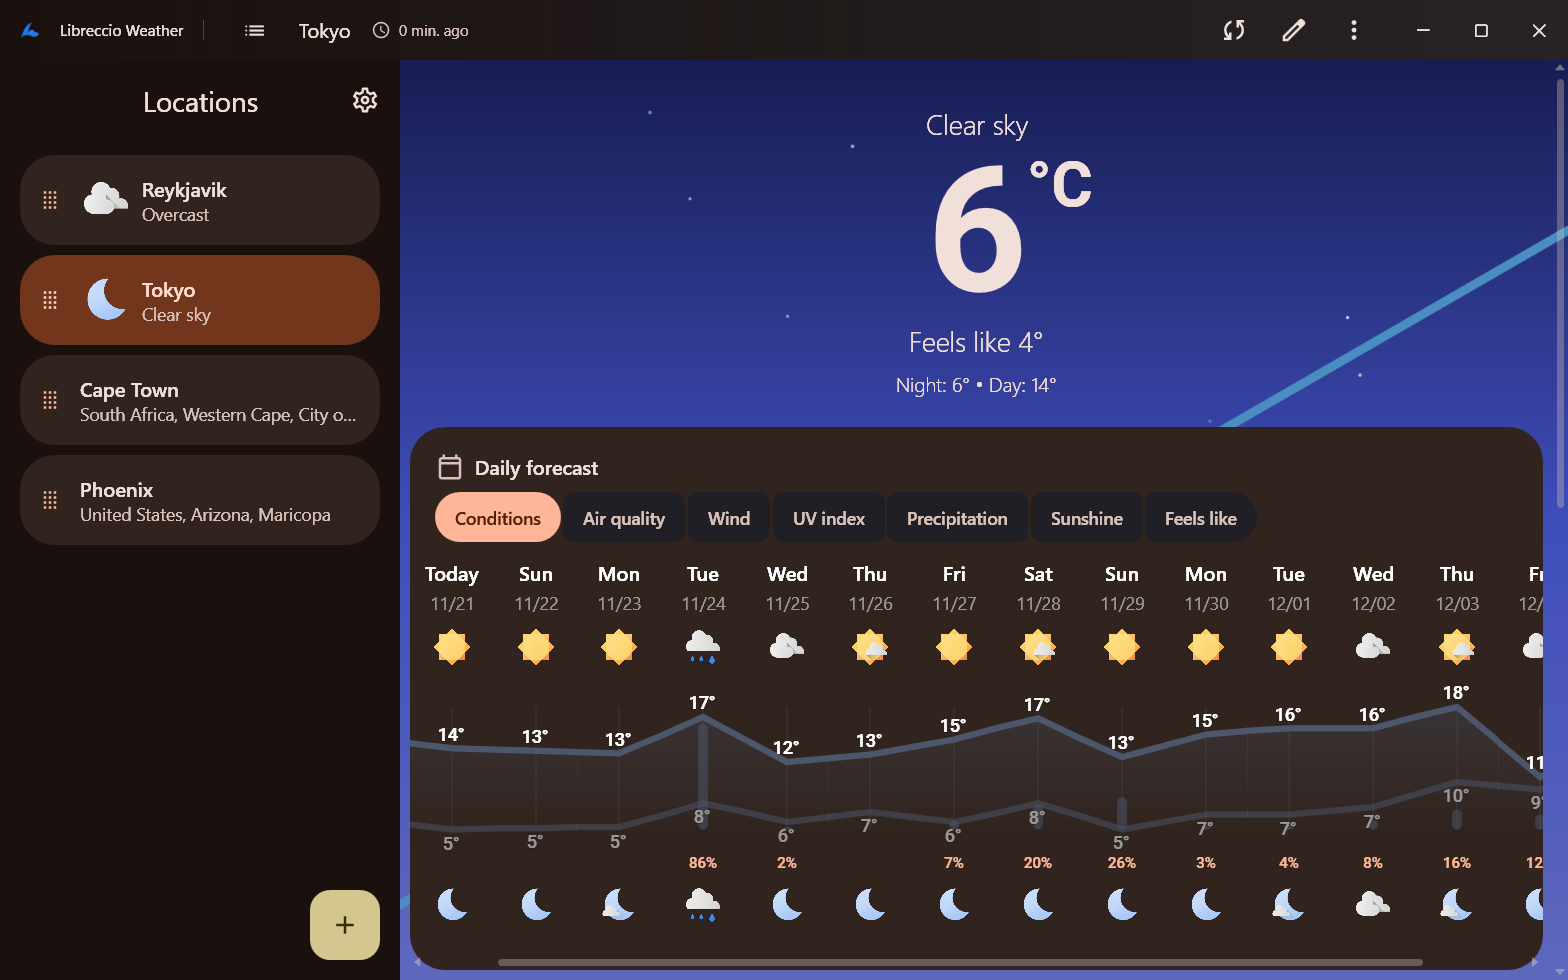 Libreccio Weather
Tokyo
0 min. ago
Locations
Reykjavik
Overcast
Tokyo
Clear sky
Cape Town
South Africa, Western Cape, City o...
Phoenix
United States, Arizona, Maricopa
+
Clear sky
6°C
Feels like 4°
Night: 6° • Day: 14°
Daily forecast
Conditions Air quality Wind UV index Precipitation Sunshine Feels like
Today Sun Mon Tue Wed Thu Fri Sat Sun Mon Tue Wed Thu
11/21 11/22 11/23 11/24 11/25 11/26 11/27 11/28 11/29 11/30 12/01 12/02 12/03 12/
14° 13° 13° 17° 12° 13° 15° 17° 13° 15° 16° 16° 18° 11
5° 5° 5° 8° 6° 7° 6° 8° 5° 7° 7° 7° 10° 9°
86% 2% 7% 20% 26% 3% 4% 8% 16% 12